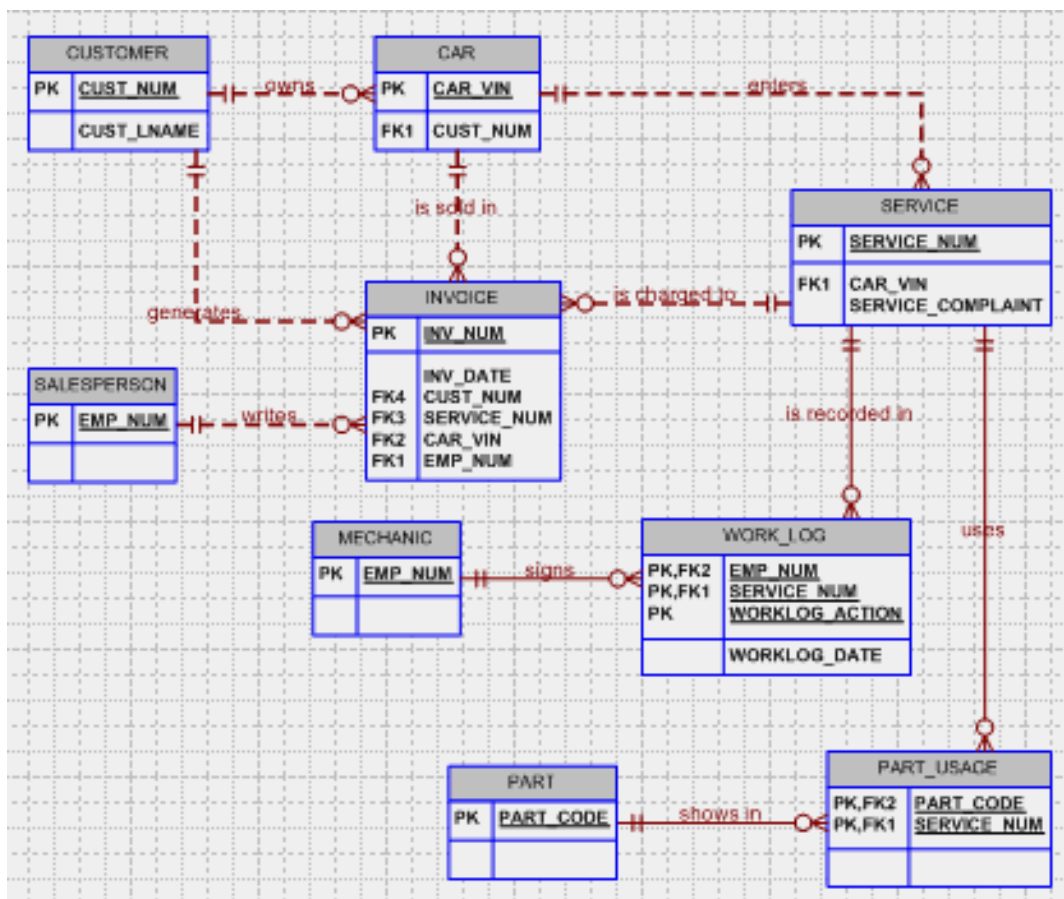 CUSTOMER
PK CUST_NUM
CUST_LNAME
owns
CAR
PK CAR_VIN
FK1 CUST_NUM
enters
is sold in
SERVICE
PK SERVICE_NUM
FK1 CAR_VIN
SERVICE_COMPLAINT
generates
INVOICE
PK INV_NUM
INV_DATE
FK4 CUST_NUM
FK3 SERVICE_NUM
FK2 CAR_VIN
FK1 EMP_NUM
is charged to
SALESPERSON
PK EMP_NUM
writes
is recorded in
uses
MECHANIC
PK EMP_NUM
signs
WORK_LOG
PK,FK2 EMP_NUM
PK,FK1 SERVICE_NUM
PK WORKLOG_ACTION
WORKLOG_DATE
PART
PK PART_CODE
shows in
PART_USAGE
PK,FK2 PART_CODE
PK,FK1 SERVICE_NUM